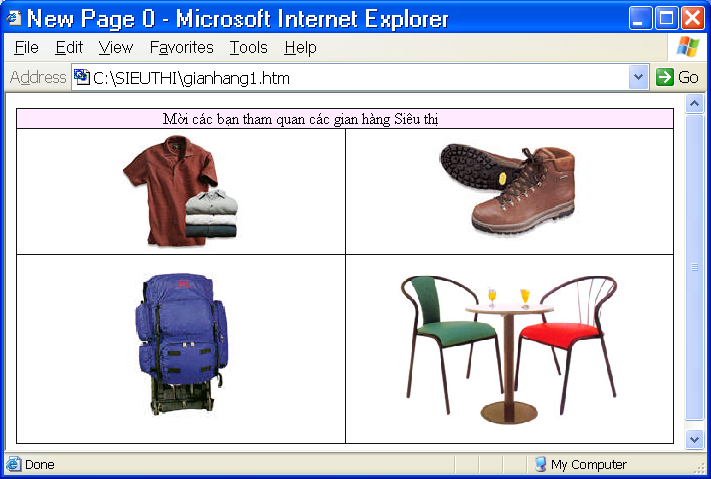 New Page 0 - Microsoft Internet Explorer
File Edit View Favorites Tools Help
Address C:\SIEUTHI\gianhang1.htm Go
Mời các bạn tham quan các gian hàng Siêu thị
Done My Computer